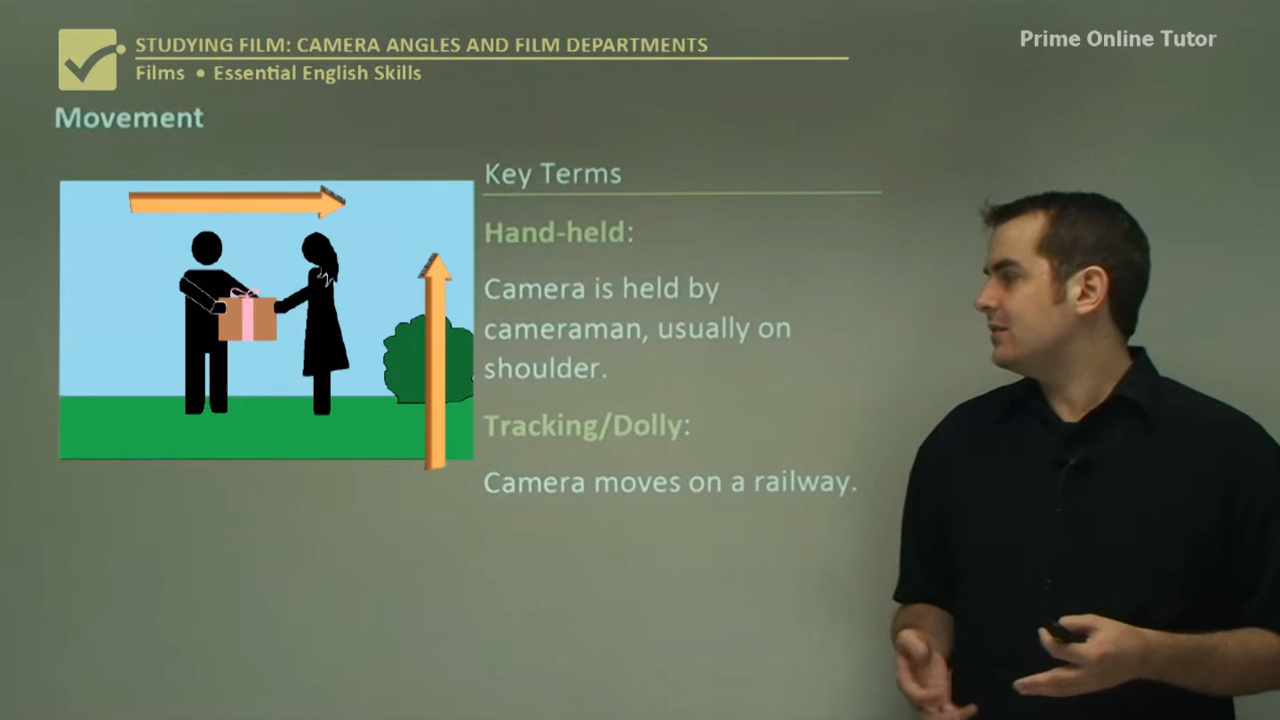 STUDYING FILM: CAMERA ANGLES AND FILM DEPARTMENTS
Films • Essential English Skills
Prime Online Tutor
Movement
Key Terms
Hand-held:
Camera is held by
cameraman, usually on
shoulder.
Tracking/Dolly:
Camera moves on a railway.